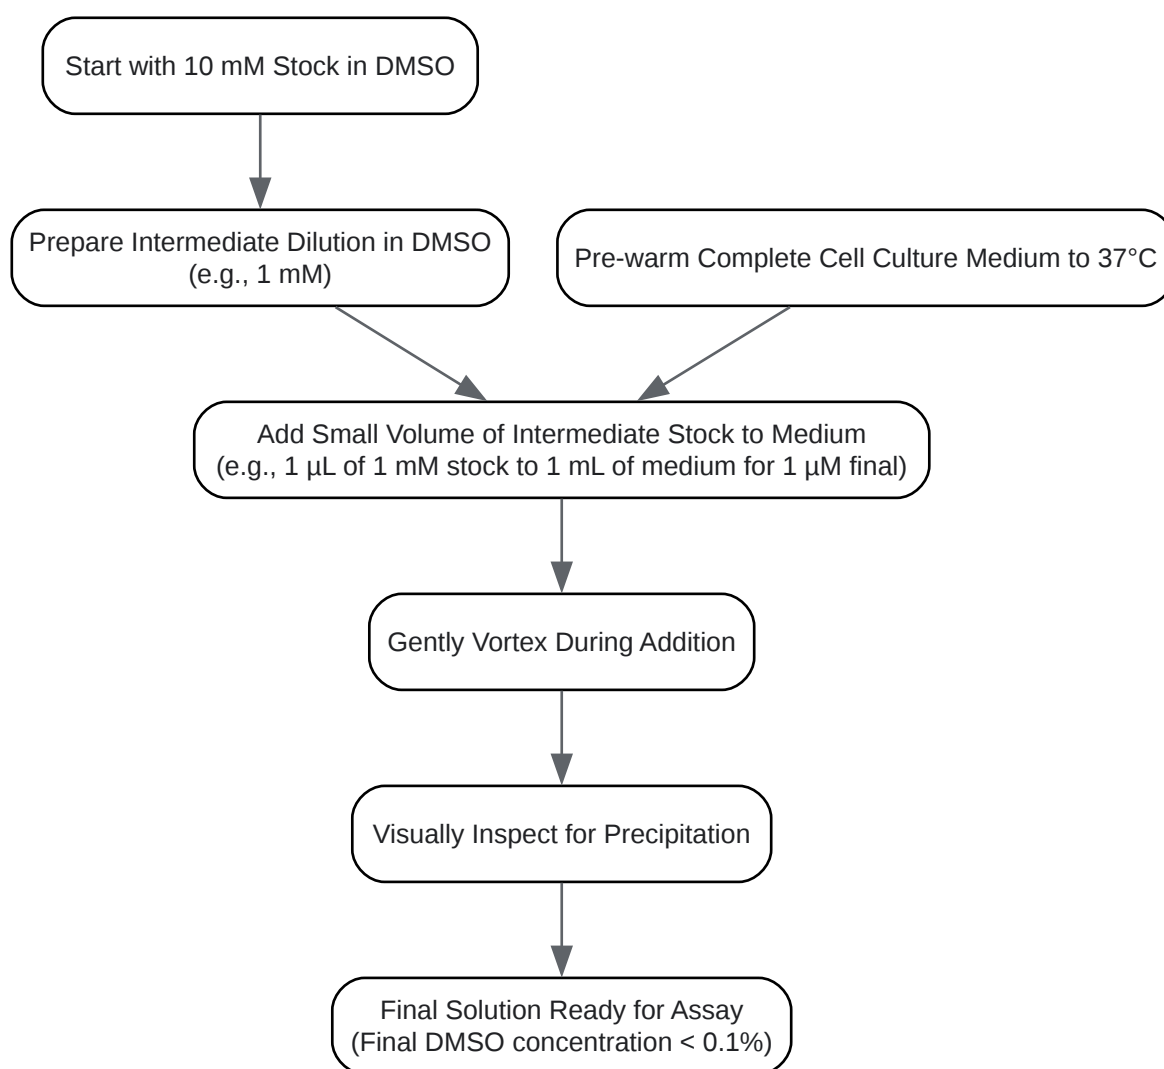 Start with 10 mM Stock in DMSO
Prepare Intermediate Dilution in DMSO
(e.g., 1 mM)
Pre-warm Complete Cell Culture Medium to 37°C
Add Small Volume of Intermediate Stock to Medium
(e.g., 1 µL of 1 mM stock to 1 mL of medium for 1 µM final)
Gently Vortex During Addition
Visually Inspect for Precipitation
Final Solution Ready for Assay
(Final DMSO concentration < 0.1%)